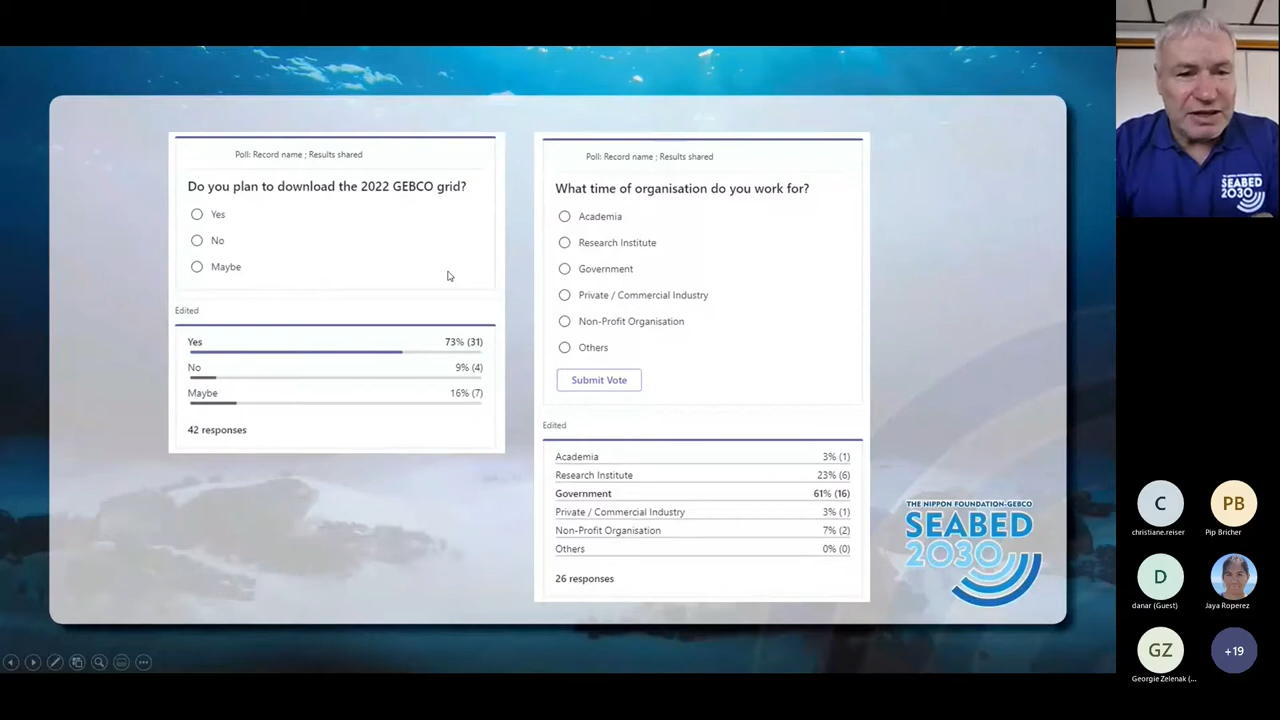 Poll: Record name ; Results shared
Do you plan to download the 2022 GEBCO grid?
Yes
No
Maybe
Edited
Yes 73% (31)
No 9% (4)
Maybe 16% (7)
42 responses
Poll: Record name ; Results shared
What time of organisation do you work for?
Academia
Research Institute
Government
Private / Commercial Industry
Non-Profit Organisation
Others
Submit Vote
Edited
Academia 3% (1)
Research Institute 23% (6)
Government 61% (16)
Private / Commercial Industry 3% (1)
Non-Profit Organisation 7% (2)
Others 0% (0)
26 responses
THE NIPPON FOUNDATION-GEBCO
SEABED
2030
SEABED
2030
C
christiane.reiser
PB
Pip Bricher
D
danar (Guest)
Jaya Roperez
GZ
Georgie Zelenak (...
+19